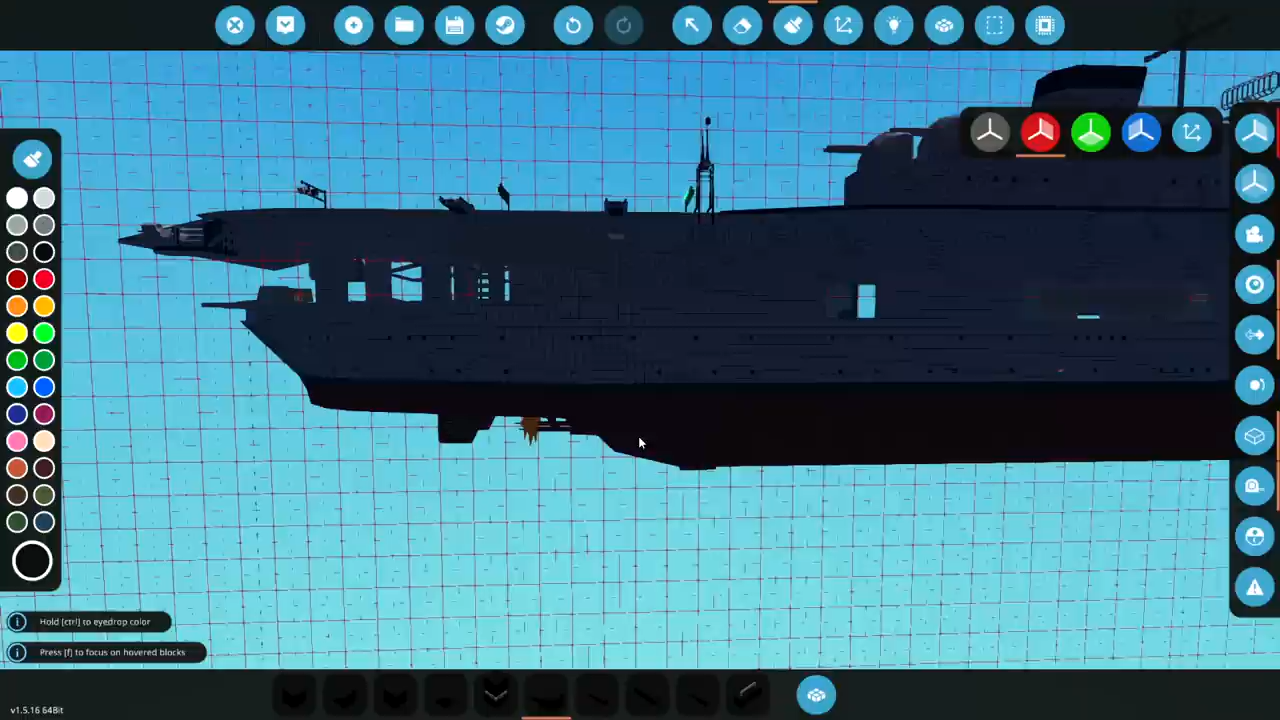 Hold [ctrl] to eyedrop color
Press [f] to focus on hovered blocks
v1.5.16 64Bit